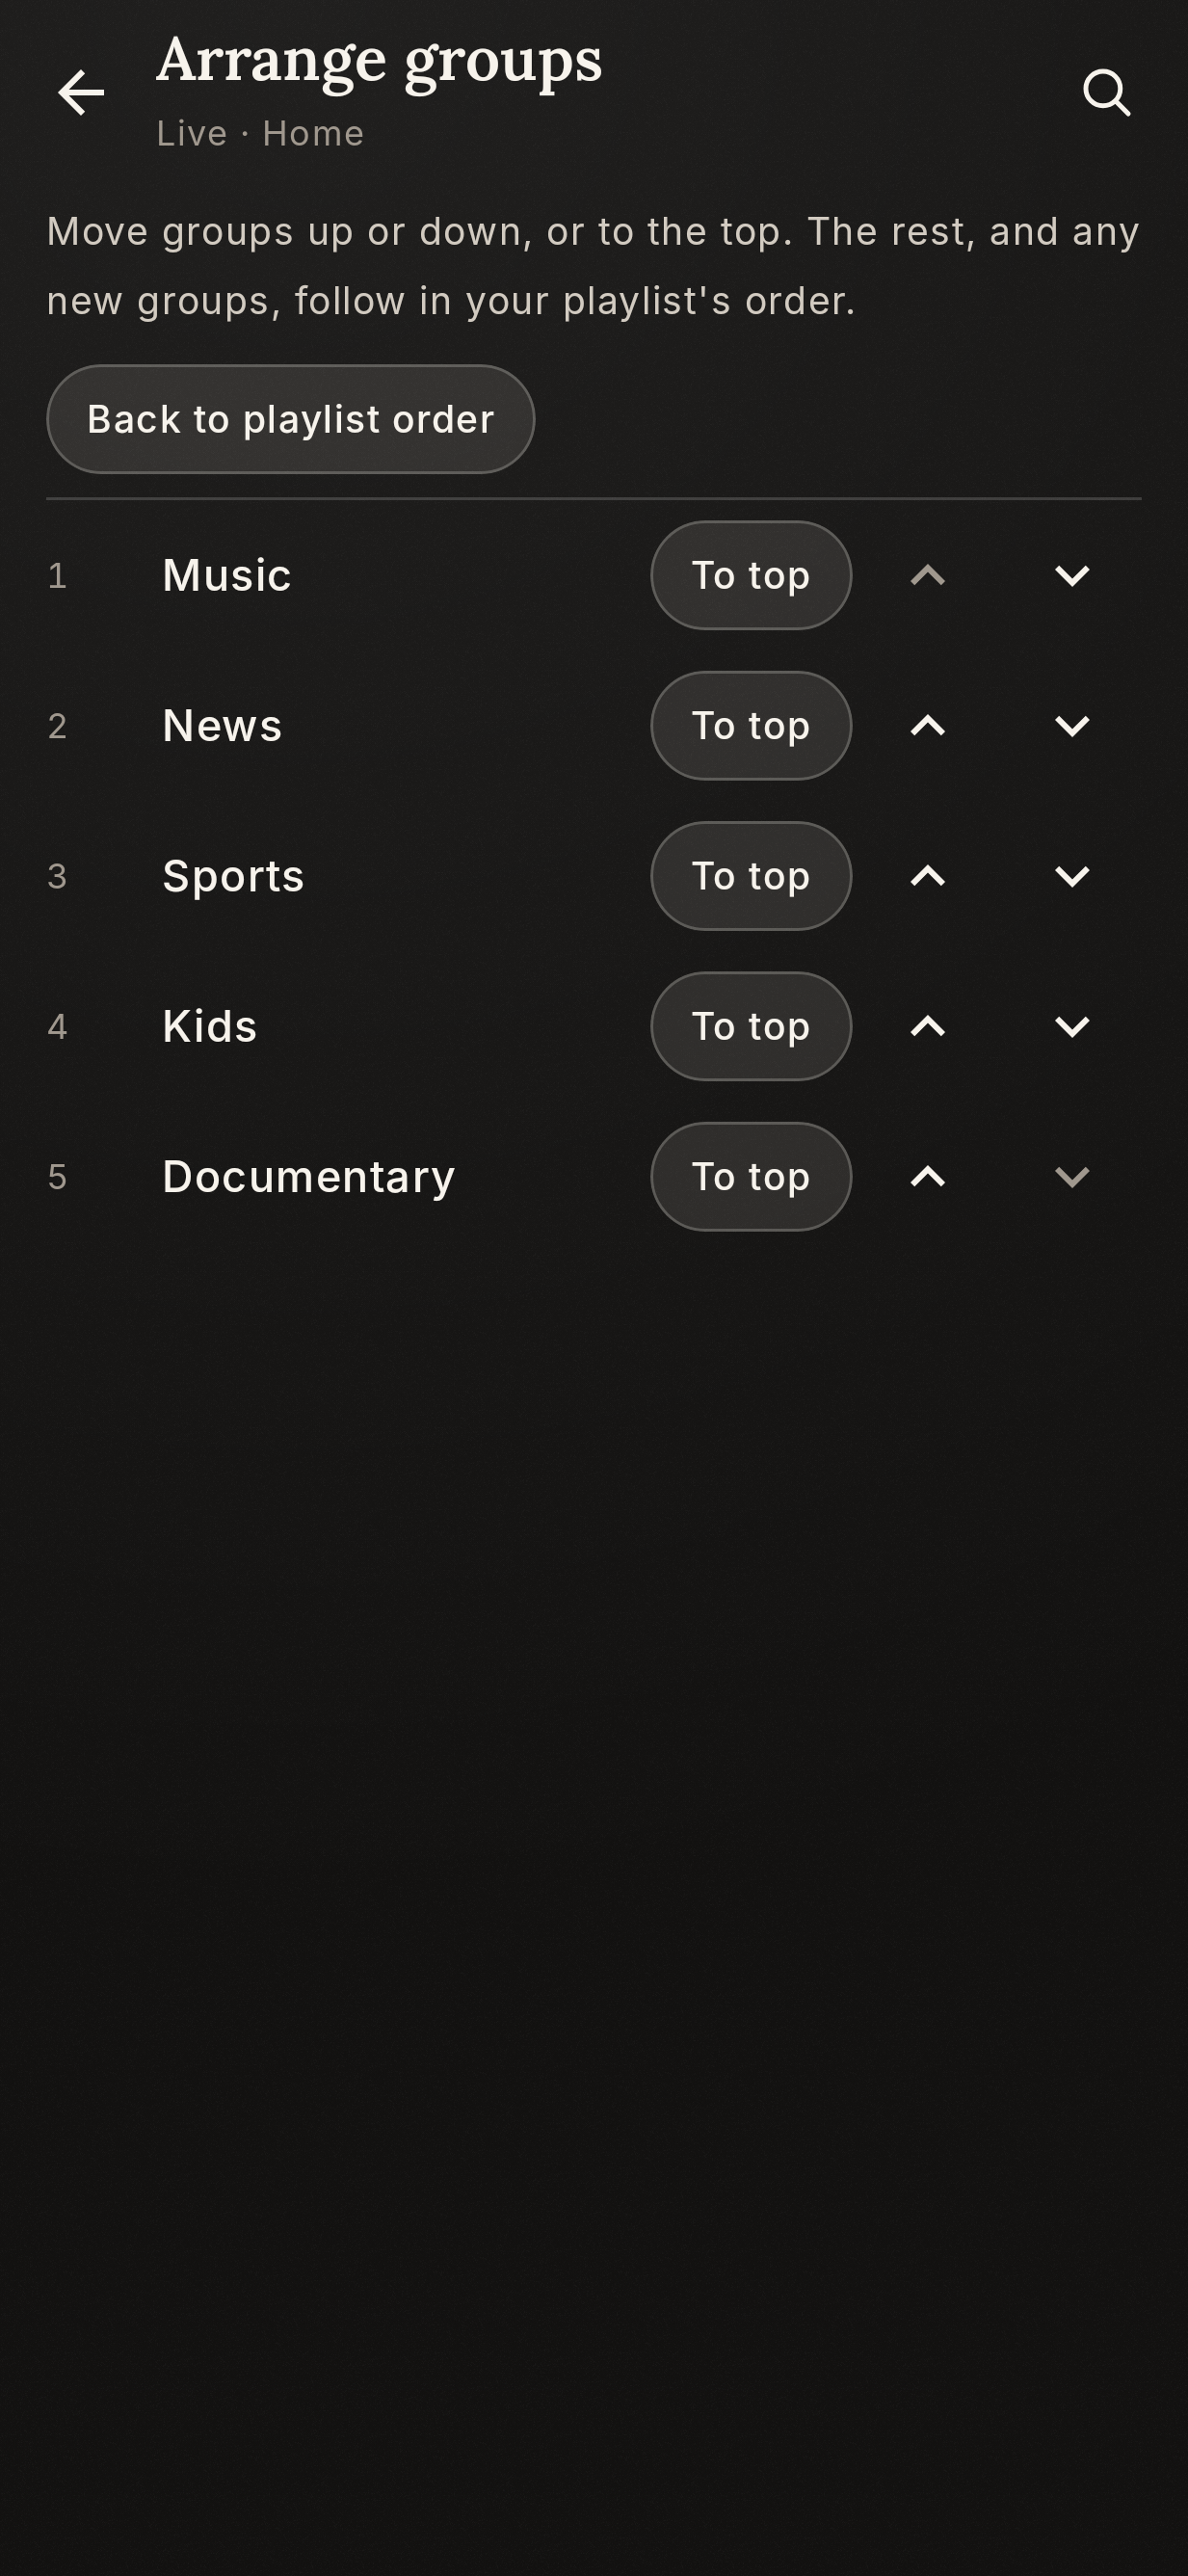 Arrange groups
Live · Home
Move groups up or down, or to the top. The rest, and any
new groups, follow in your playlist's order.
Back to playlist order
1 Music To top
2 News To top
3 Sports To top
4 Kids To top
5 Documentary To top